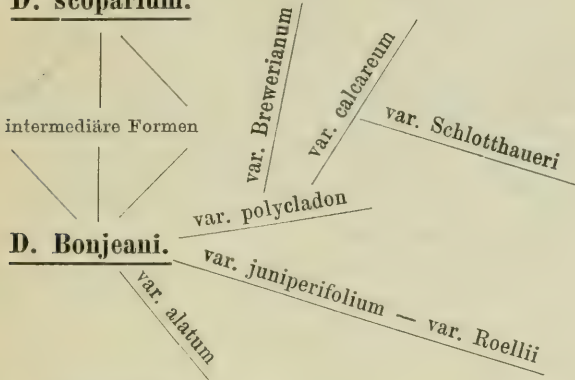 D. scoparium.
intermediäre Formen
var. Brewerianum
var. calcareum
var. Schlotthaueri
var. polycladon
D. Bonjeani.
var. juniperifolium — var. Roellii
var. alatum